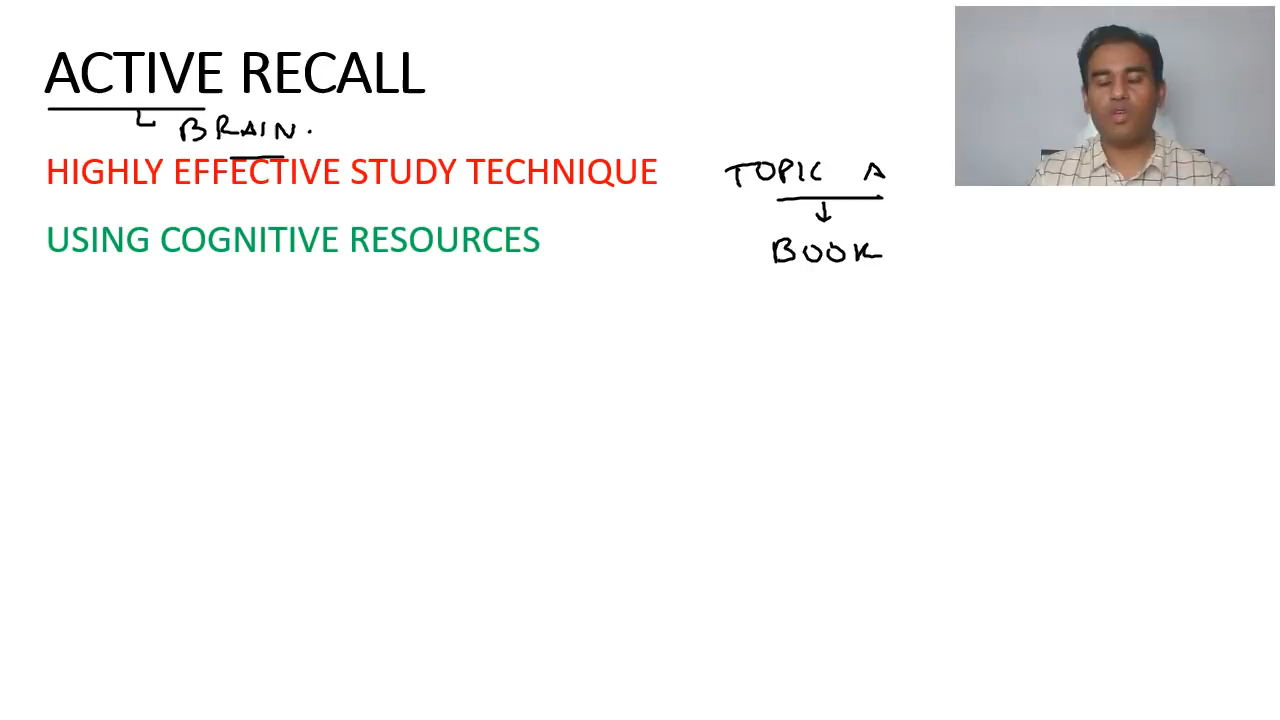 ACTIVE RECALL
BRAIN.
HIGHLY EFFECTIVE STUDY TECHNIQUE
TOPIC A
USING COGNITIVE RESOURCES
BOOK